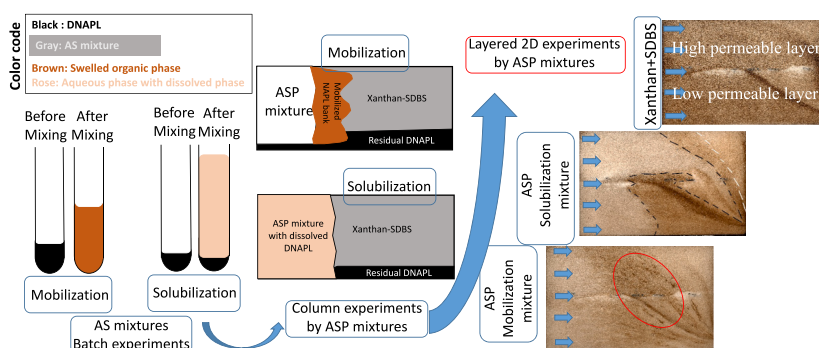 Color code
Black : DNAPL
Gray: AS mixture
Brown: Swelled organic phase
Rose: Aqueous phase with dissolved phase
Before
Mixing
After
Mixing
Before
Mixing
After
Mixing
Mobilization
Solubilization
AS mixtures
Batch experiments
Mobilization
ASP
mixture
Mobilized
NAPL bank
Xanthan-SDBS
Residual DNAPL
Solubilization
ASP mixture
with dissolved
DNAPL
Xanthan-SDBS
Residual DNAPL
Column experiments
by ASP mixtures
Layered 2D experiments
by ASP mixtures
Xanthan+SDBS
High permeable layer
Low permeable layer
ASP
Solubilization
mixture
ASP
Mobilization
mixture